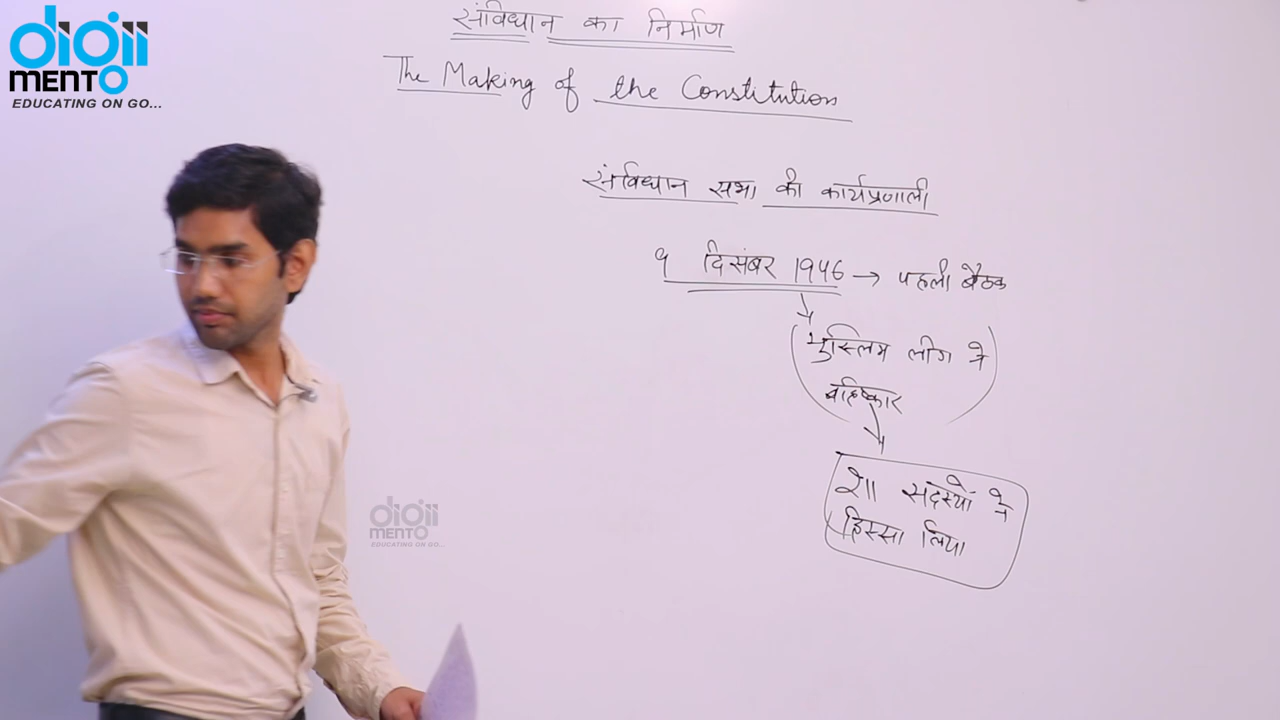 digii
MENTO
EDUCATING ON GO...
संविधान का निर्माण
The Making of the Constitution
संविधान सभा की कार्यप्रणाली
9 दिसंबर 1946 → पहली बैठक
मुस्लिम लीग ने
बहिष्कार
211 सदस्यों ने
हिस्सा लिया
digii
MENTO
EDUCATING ON GO...